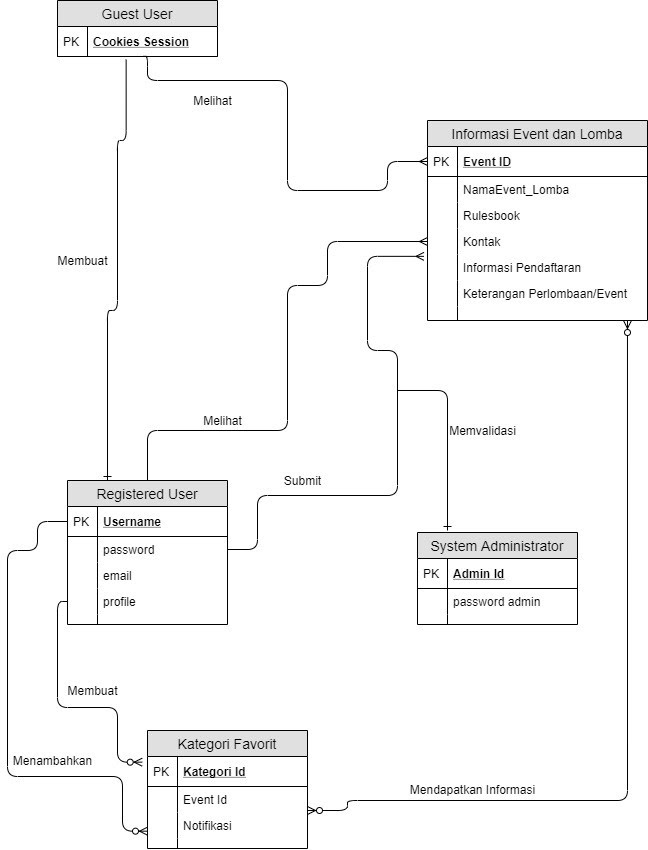 Guest User
PK Cookies Session
Melihat
Informasi Event dan Lomba
PK Event ID
NamaEvent_Lomba
Rulesbook
Kontak
Informasi Pendaftaran
Keterangan Perlombaan/Event
Membuat
Melihat
Memvalidasi
Submit
Registered User
PK Username
password
email
profile
System Administrator
PK Admin Id
password admin
Membuat
Menambahkan
Kategori Favorit
PK Kategori Id
Event Id
Notifikasi
Mendapatkan Informasi